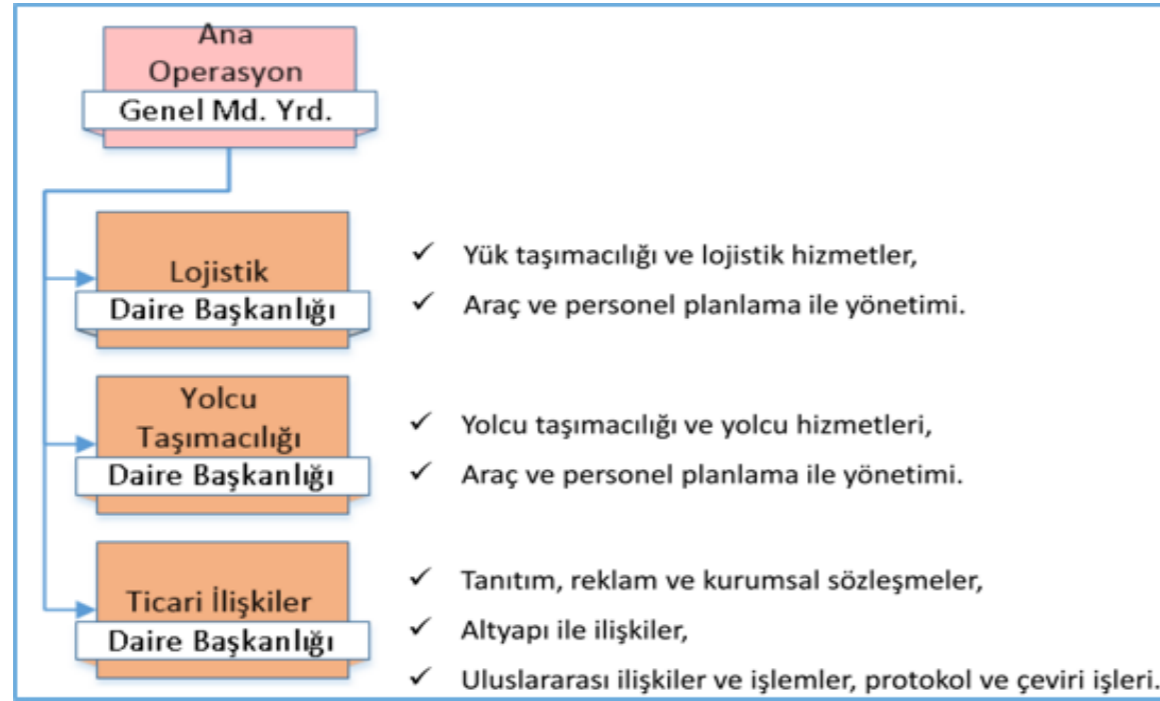 Ana
Operasyon
Genel Md. Yrd.
Lojistik
Daire Başkanlığı
✓ Yük taşımacılığı ve lojistik hizmetler,
✓ Araç ve personel planlama ile yönetimi.
Yolcu
Taşımacılığı
Daire Başkanlığı
✓ Yolcu taşımacılığı ve yolcu hizmetleri,
✓ Araç ve personel planlama ile yönetimi.
Ticari İlişkiler
Daire Başkanlığı
✓ Tanıtım, reklam ve kurumsal sözleşmeler,
✓ Altyapı ile ilişkiler,
✓ Uluslararası ilişkiler ve işlemler, protokol ve çeviri işleri.